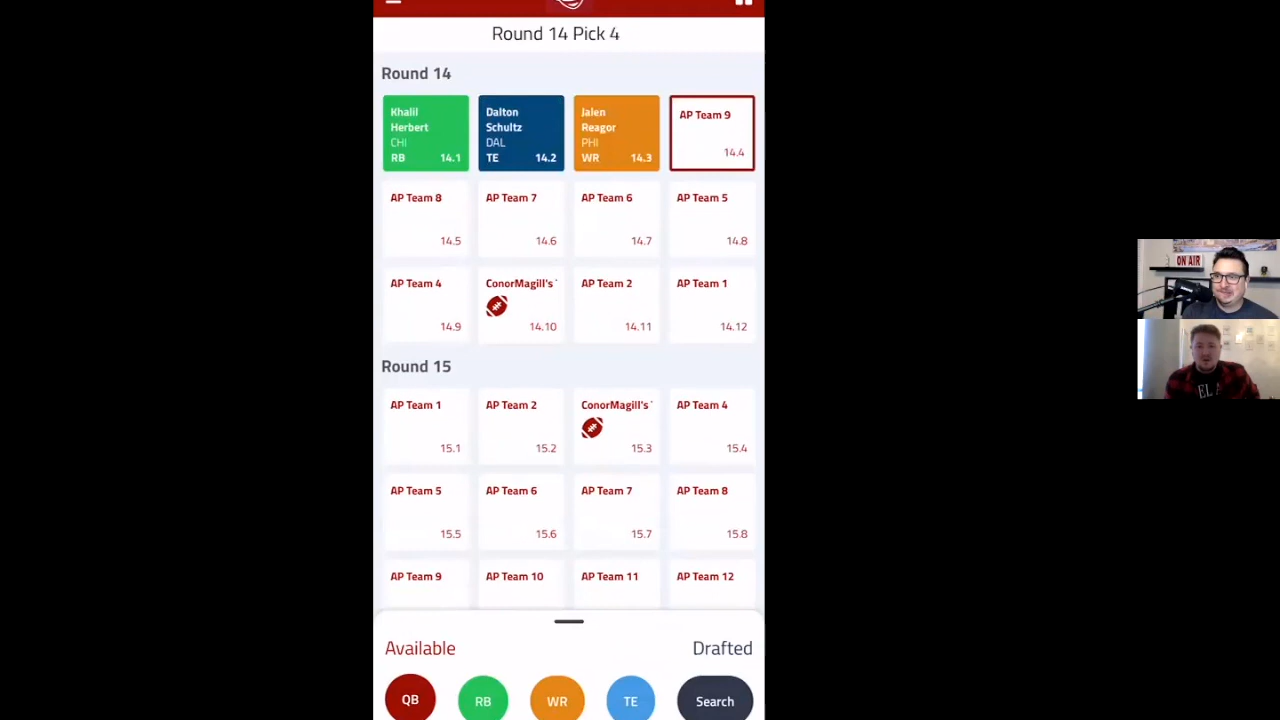 Round 14 Pick 4
Round 14
Khalil
Herbert
CHI
RB 14.1
Dalton
Schultz
DAL
TE 14.2
Jalen
Reagor
PHI
WR 14.3
AP Team 9
14.4
AP Team 8
14.5
AP Team 7
14.6
AP Team 6
14.7
AP Team 5
14.8
AP Team 4
14.9
ConorMagill's
14.10
AP Team 2
14.11
AP Team 1
14.12
Round 15
AP Team 1
15.1
AP Team 2
15.2
ConorMagill's
15.3
AP Team 4
15.4
AP Team 5
15.5
AP Team 6
15.6
AP Team 7
15.7
AP Team 8
15.8
AP Team 9
AP Team 10
AP Team 11
AP Team 12
Available Drafted
QB RB WR TE Search
ON AIR